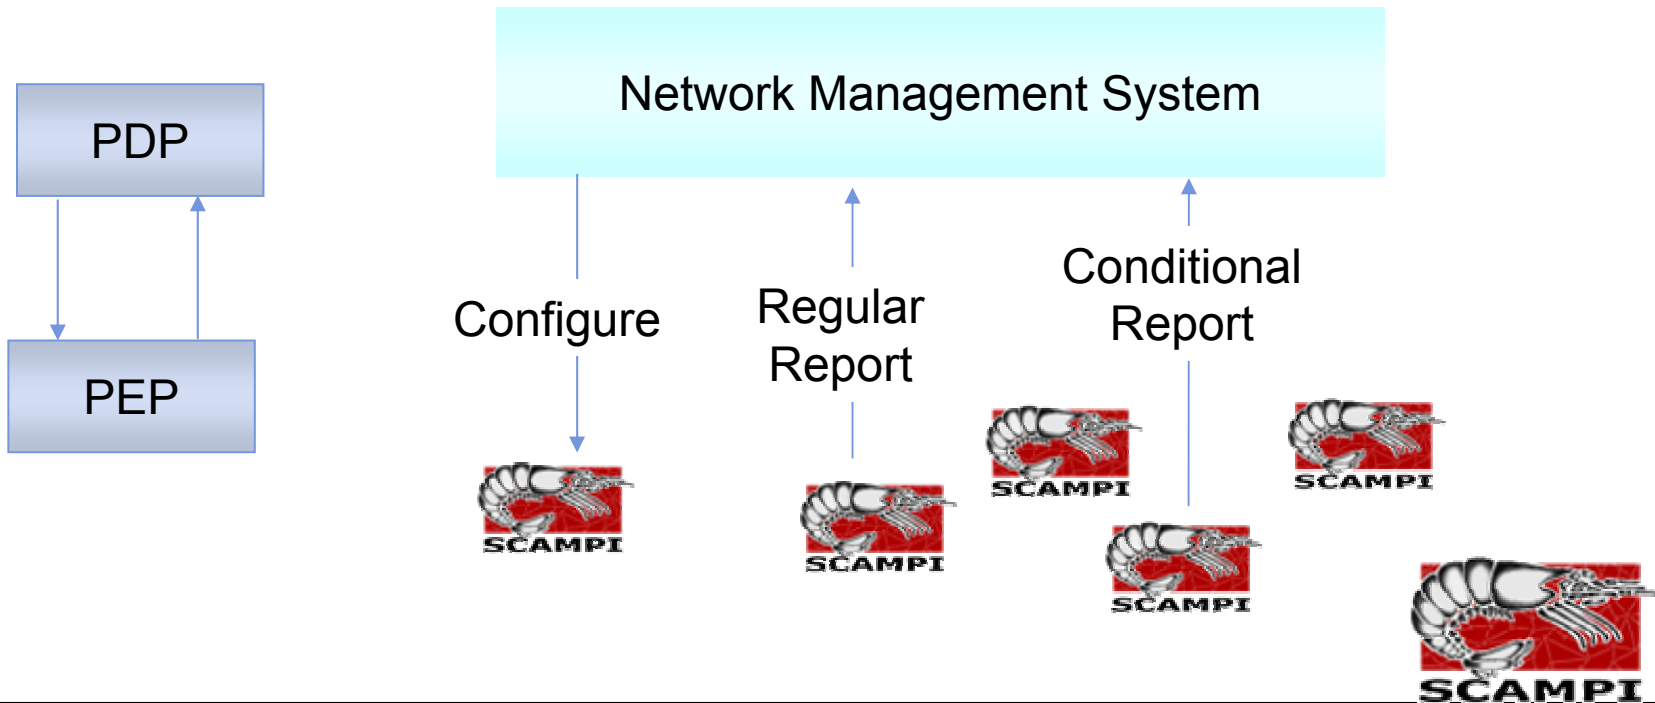 Network Management System
PDP
PEP
Configure
Regular
Report
Conditional
Report
SCAMPI
SCAMPI
SCAMPI
SCAMPI
SCAMPI
SCAMPI